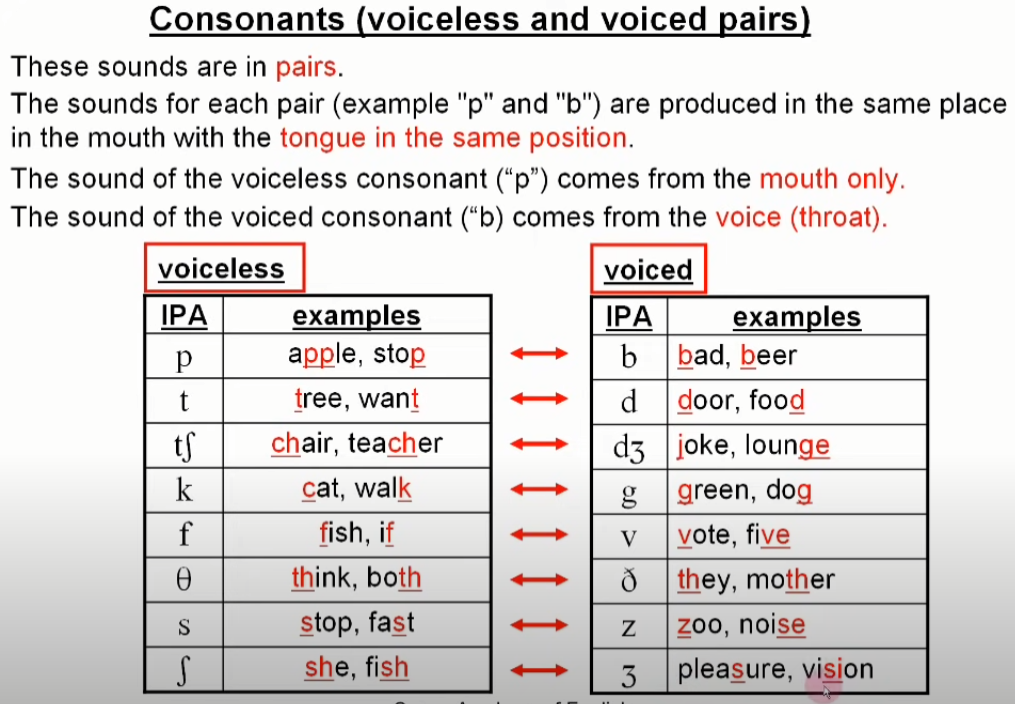 Consonants (voiceless and voiced pairs)
These sounds are in pairs.
The sounds for each pair (example "p" and "b") are produced in the same place
in the mouth with the tongue in the same position.
The sound of the voiceless consonant (“p”) comes from the mouth only.
The sound of the voiced consonant (“b) comes from the voice (throat).
voiceless voiced
IPA examples IPA examples
p apple, stop b bad, beer
t tree, want d door, food
tʃ chair, teacher dʒ joke, lounge
k cat, walk g green, dog
f fish, if v vote, five
θ think, both ð they, mother
s stop, fast z zoo, noise
ʃ she, fish ʒ pleasure, vision